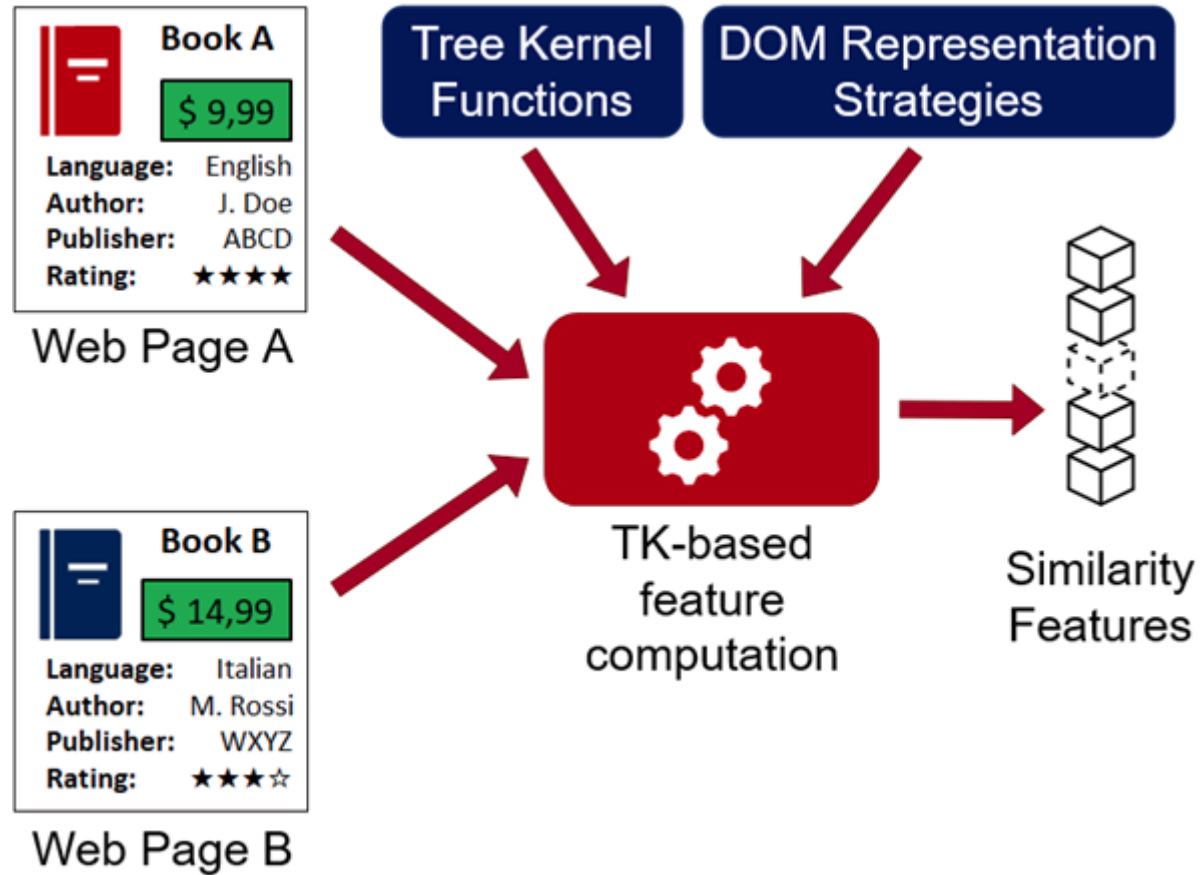 Book A
$ 9,99
Language: English
Author: J. Doe
Publisher: ABCD
Rating: ★★★★
Web Page A
Tree Kernel
Functions
DOM Representation
Strategies
Book B
$ 14,99
Language: Italian
Author: M. Rossi
Publisher: WXYZ
Rating: ★★★☆
Web Page B
TK-based
feature
computation
Similarity
Features